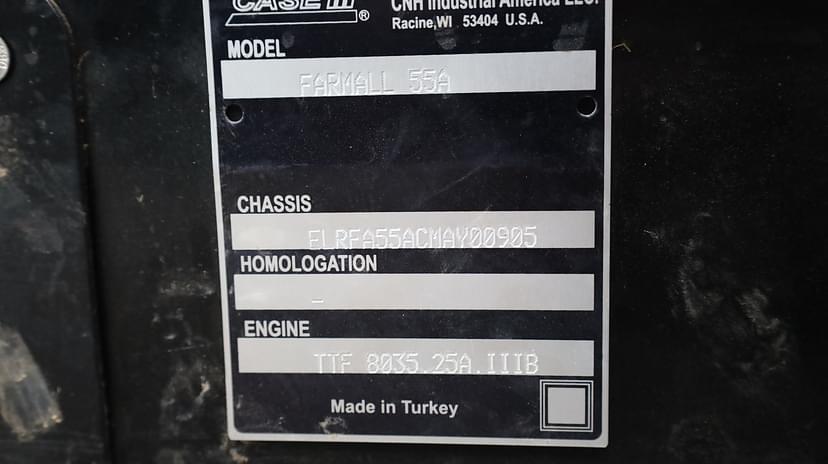 CASE III
®
CNH Industrial America LLC.
Racine, WI 53404 U.S.A.
MODEL
FARMALL 55A
CHASSIS
ELRFA55ACMAY00905
HOMOLOGATION
–
ENGINE
TTF 8035.25A.IIIB
Made in Turkey